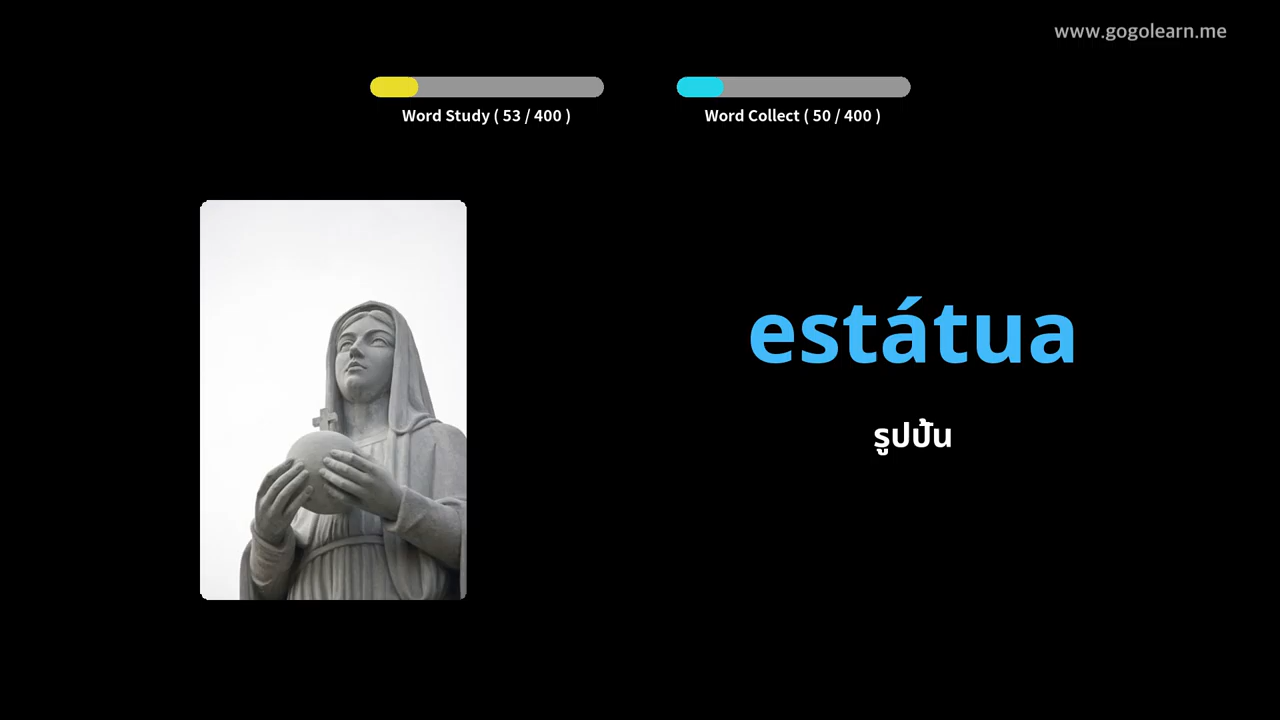 www.gogolearn.me
Word Study ( 53 / 400 )
Word Collect ( 50 / 400 )
estátua
รูปปั้น